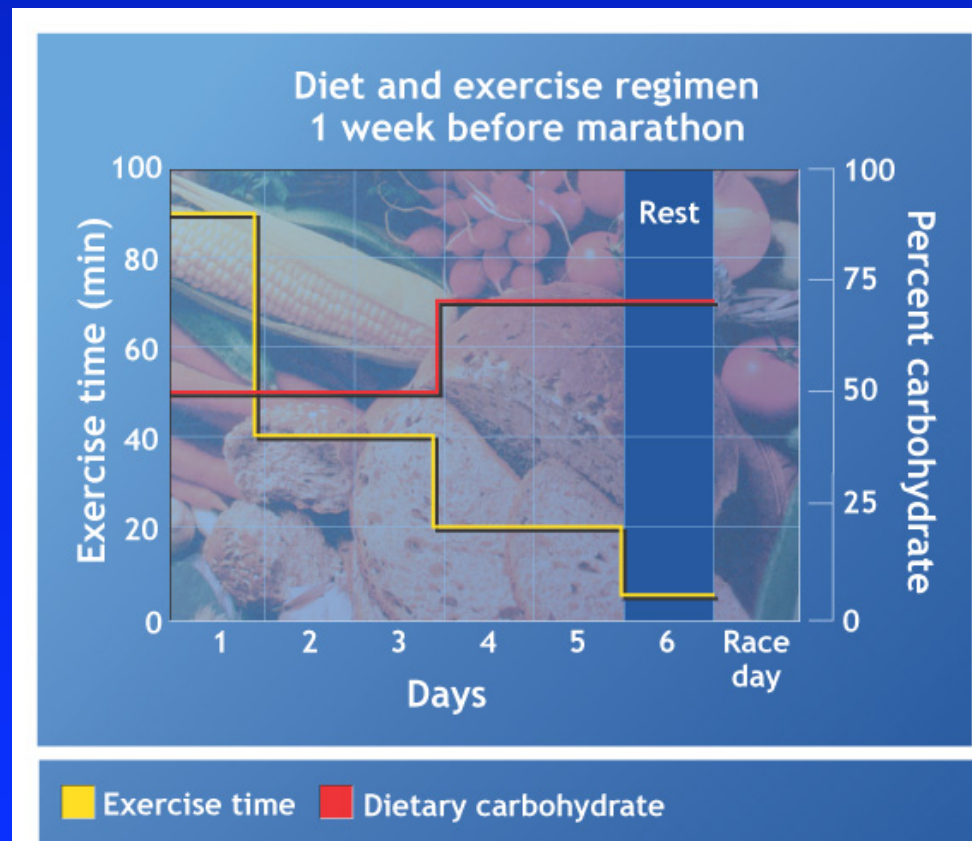 Diet and exercise regimen
1 week before marathon
100
80
60
40
20
0
Exercise time (min)
Rest
100
75
50
25
0
Percent carbohydrate
1 2 3 4 5 6 Race
day
Days
Exercise time Dietary carbohydrate